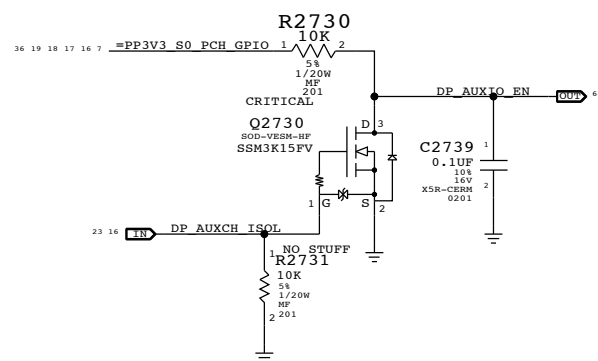 R2730
10K
36 19 18 17 16 7 =PP3V3_S0_PCH_GPIO 1 2
5%
1/20W
MF
201
CRITICAL
DP_AUXIO_EN OUT 6
Q2730
SOD-VESM-HF
SSM3K15FV
D 3
1 G S 2
C2739
0.1UF
10%
16V
X5R-CERM
0201
1
2
23 16 IN DP_AUXCH_ISOL
NO STUFF
1 R2731
10K
5%
1/20W
MF
2 201